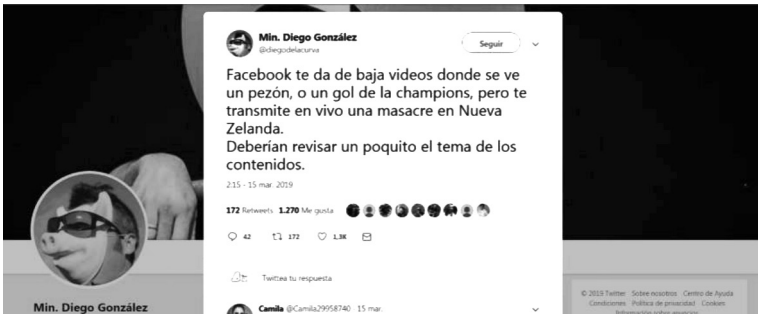 Min. Diego González
@diegodelacurva
Seguir
Facebook te da de baja videos donde se ve
un pezón, o un gol de la champions, pero te
transmite en vivo una masacre en Nueva
Zelanda.
Deberían revisar un poquito el tema de los
contenidos.
2:15 - 15 mar. 2019
172 Retweets 1.270 Me gusta
42 172 1,3K
Twittea tu respuesta
Camila @Camila29958740 · 15 mar.
Min. Diego González
© 2019 Twitter Sobre nosotros Centro de Ayuda
Condiciones Política de privacidad Cookies
Información sobre anuncios